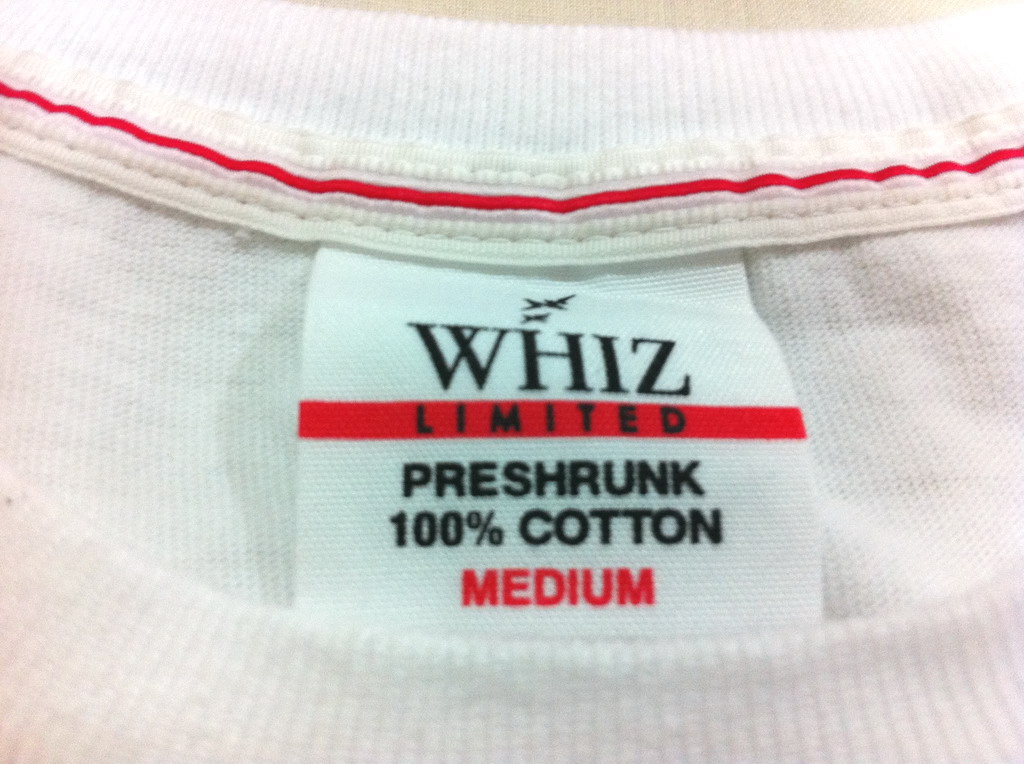 WHIZ
LIMITED
PRESHRUNK
100% COTTON
MEDIUM